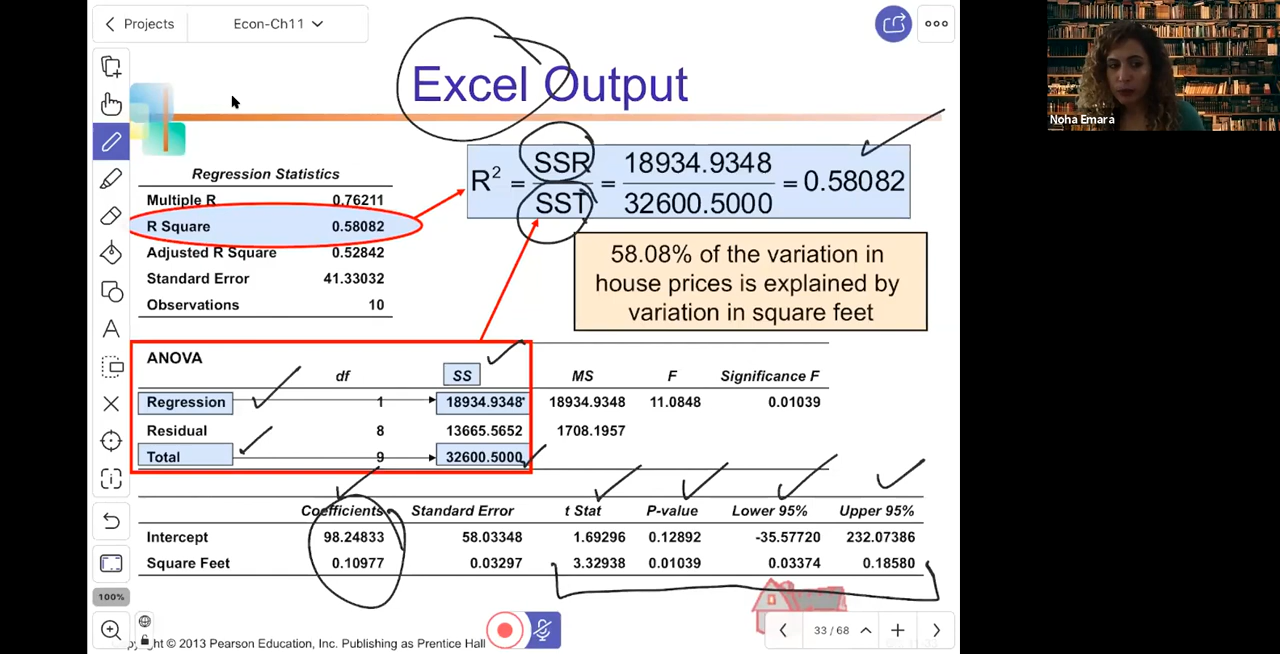 Projects
Econ-Ch11
Noha Emara
Excel Output
R² = SSR / SST = 18934.9348 / 32600.5000 = 0.58082
Regression Statistics
Multiple R 0.76211
R Square 0.58082
Adjusted R Square 0.52842
Standard Error 41.33032
Observations 10
58.08% of the variation in
house prices is explained by
variation in square feet
ANOVA
df SS MS F Significance F
Regression 1 18934.9348 18934.9348 11.0848 0.01039
Residual 8 13665.5652 1708.1957
Total 9 32600.5000
Coefficients Standard Error t Stat P-value Lower 95% Upper 95%
Intercept 98.24833 58.03348 1.69296 0.12892 -35.57720 232.07386
Square Feet 0.10977 0.03297 3.32938 0.01039 0.03374 0.18580
100%
33 / 68
© 2013 Pearson Education, Inc. Publishing as Prentice Hall